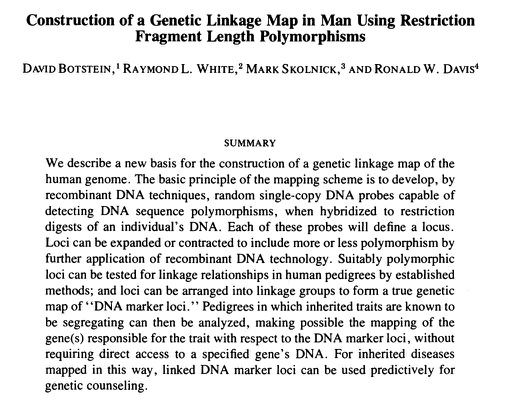 Construction of a Genetic Linkage Map in Man Using Restriction
Fragment Length Polymorphisms
DAVID BOTSTEIN,¹ RAYMOND L. WHITE,² MARK SKOLNICK,³ AND RONALD W. DAVIS⁴
SUMMARY
We describe a new basis for the construction of a genetic linkage map of the
human genome. The basic principle of the mapping scheme is to develop, by
recombinant DNA techniques, random single-copy DNA probes capable of
detecting DNA sequence polymorphisms, when hybridized to restriction
digests of an individual's DNA. Each of these probes will define a locus.
Loci can be expanded or contracted to include more or less polymorphism by
further application of recombinant DNA technology. Suitably polymorphic
loci can be tested for linkage relationships in human pedigrees by established
methods; and loci can be arranged into linkage groups to form a true genetic
map of "DNA marker loci." Pedigrees in which inherited traits are known to
be segregating can then be analyzed, making possible the mapping of the
gene(s) responsible for the trait with respect to the DNA marker loci, without
requiring direct access to a specified gene's DNA. For inherited diseases
mapped in this way, linked DNA marker loci can be used predictively for
genetic counseling.